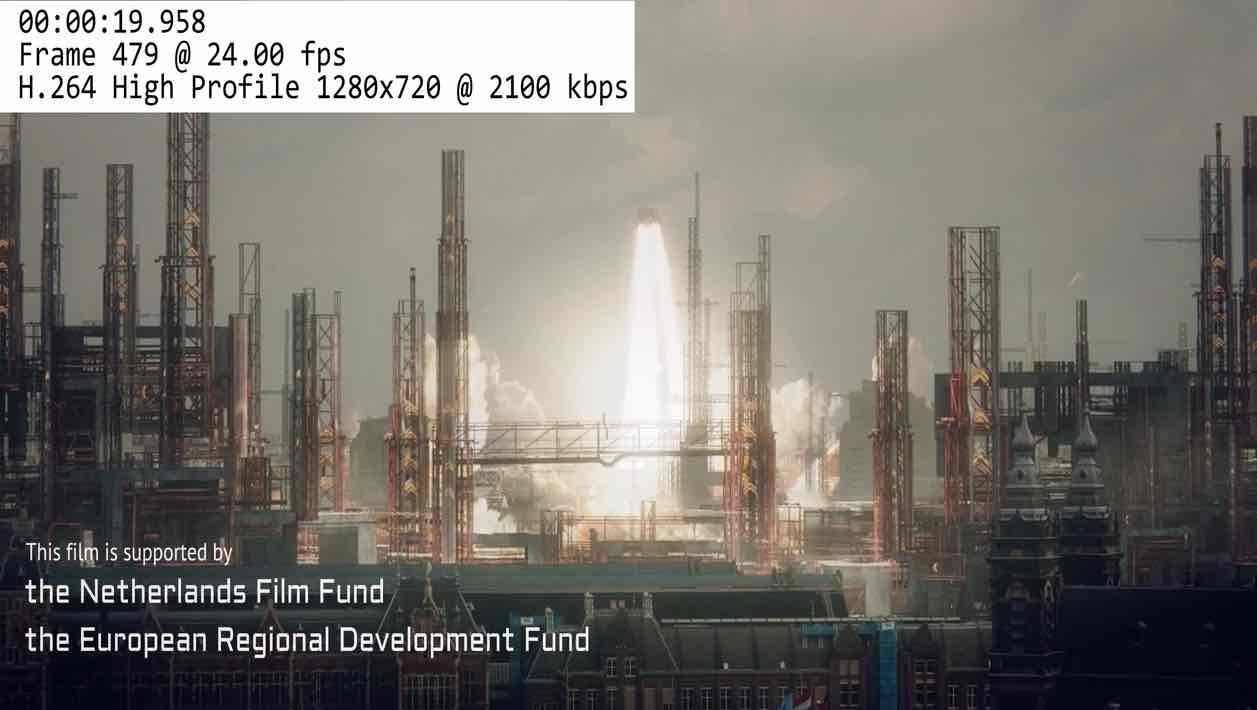 00:00:19.958
Frame 479 @ 24.00 fps
H.264 High Profile 1280x720 @ 2100 kbps
This film is supported by
the Netherlands Film Fund
the European Regional Development Fund